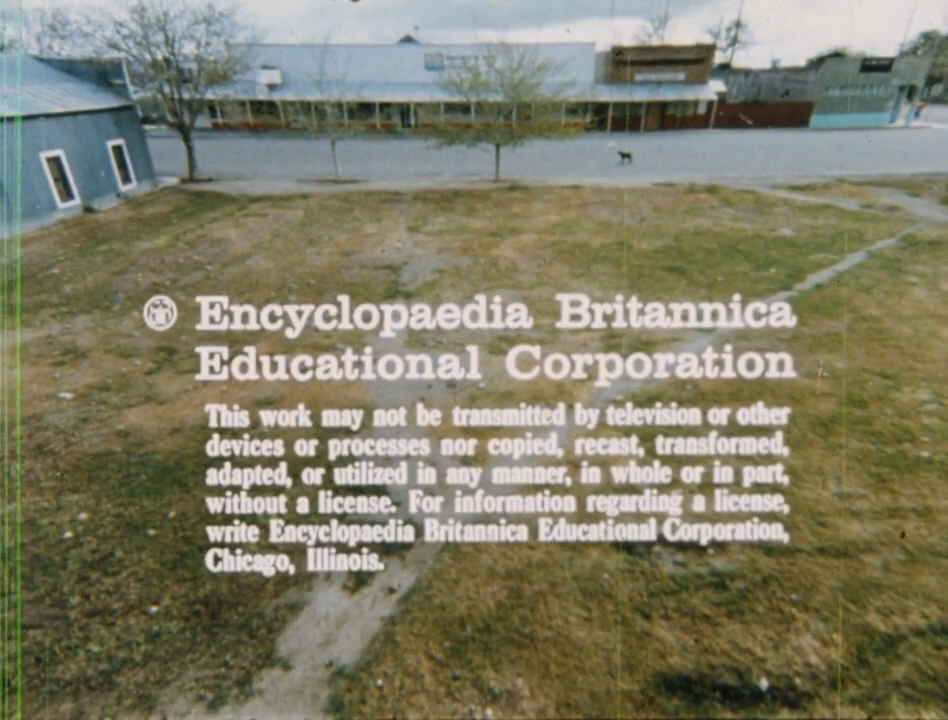 Encyclopaedia Britannica
Educational Corporation
This work may not be transmitted by television or other
devices or processes nor copied, recast, transformed,
adapted, or utilized in any manner, in whole or in part,
without a license. For information regarding a license,
write Encyclopaedia Britannica Educational Corporation,
Chicago, Illinois.